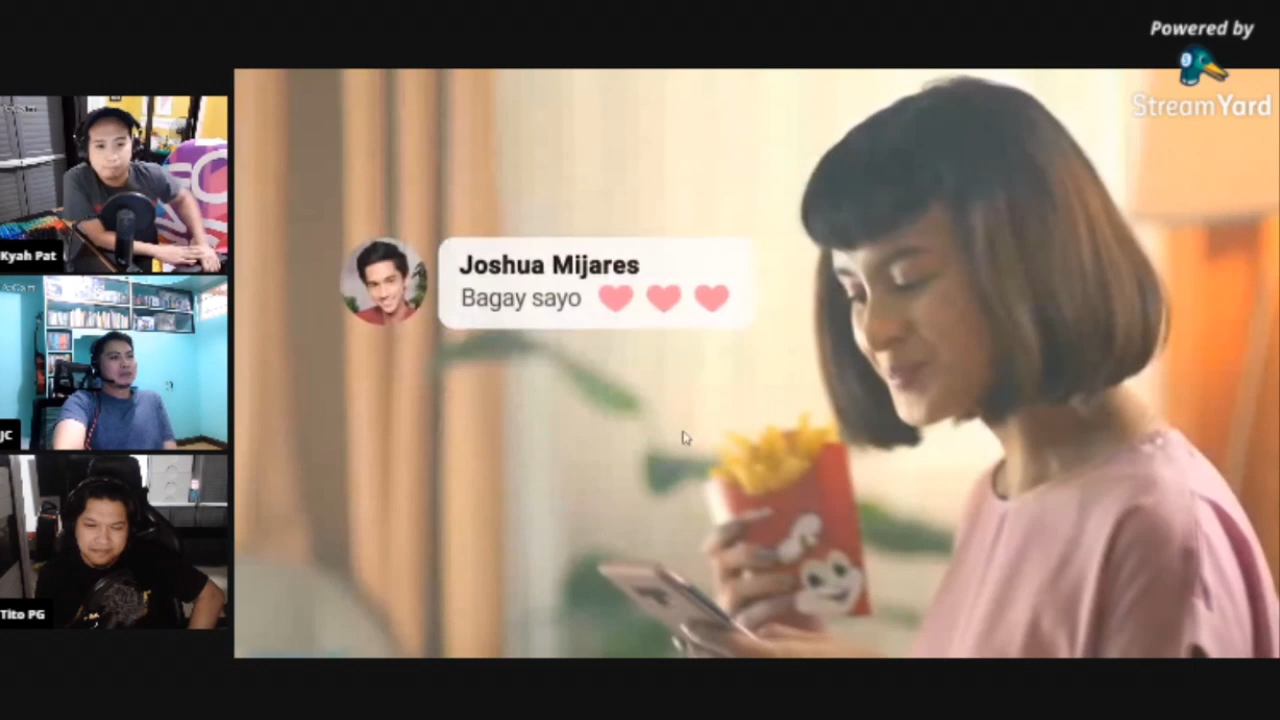 Powered by
StreamYard
Kyah Pat
Joshua Mijares
Bagay sayo
JC
Tito PG